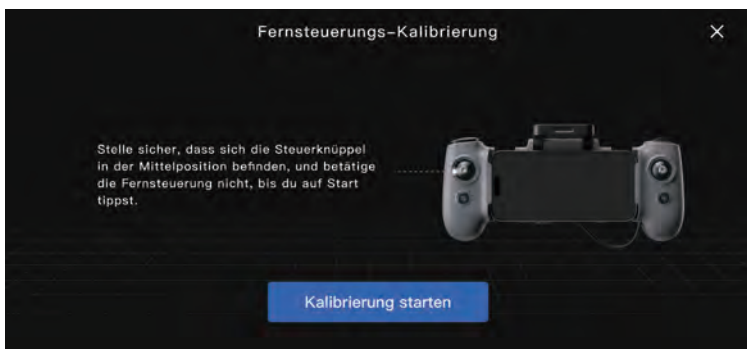 Fernsteuerungs-Kalibrierung
Stelle sicher, dass sich die Steuerknüppel
in der Mittelposition befinden, und betätige
die Fernsteuerung nicht, bis du auf Start
tippst.
Kalibrierung starten